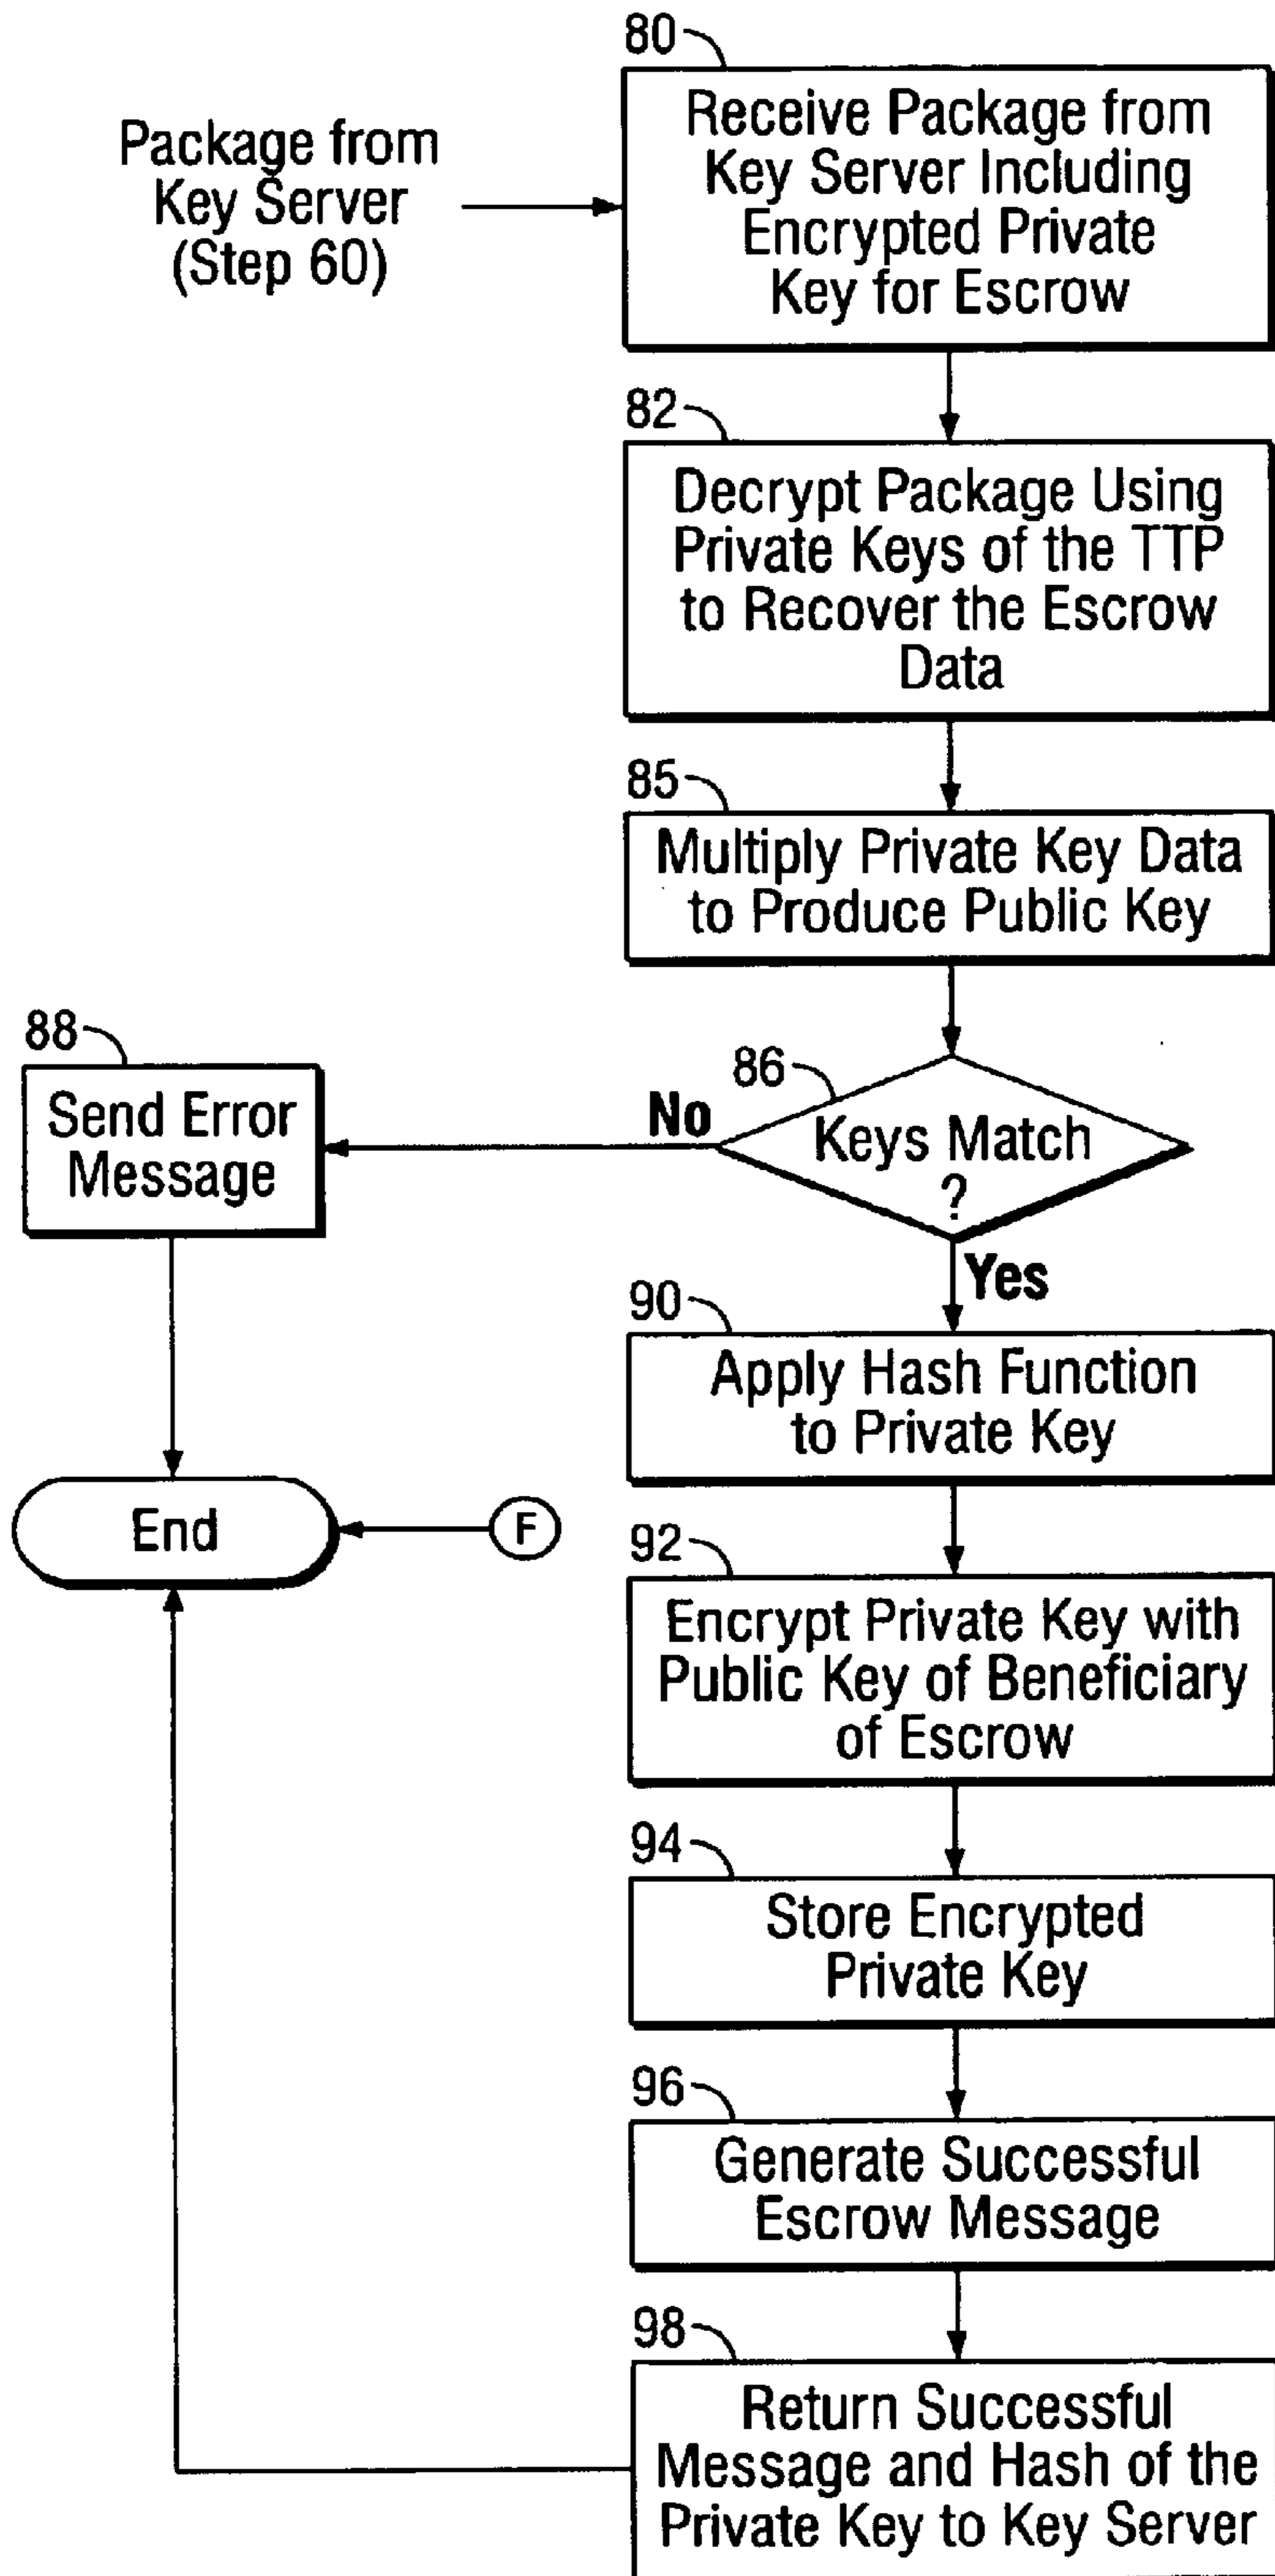 80
Package from
Key Server
(Step 60)
Receive Package from
Key Server Including
Encrypted Private
Key for Escrow
82
Decrypt Package Using
Private Keys of the TTP
to Recover the Escrow
Data
85
Multiply Private Key Data
to Produce Public Key
86
Keys Match
?
No
88
Send Error
Message
Yes
90
Apply Hash Function
to Private Key
End
F
92
Encrypt Private Key with
Public Key of Beneficiary
of Escrow
94
Store Encrypted
Private Key
96
Generate Successful
Escrow Message
98
Return Successful
Message and Hash of the
Private Key to Key Server